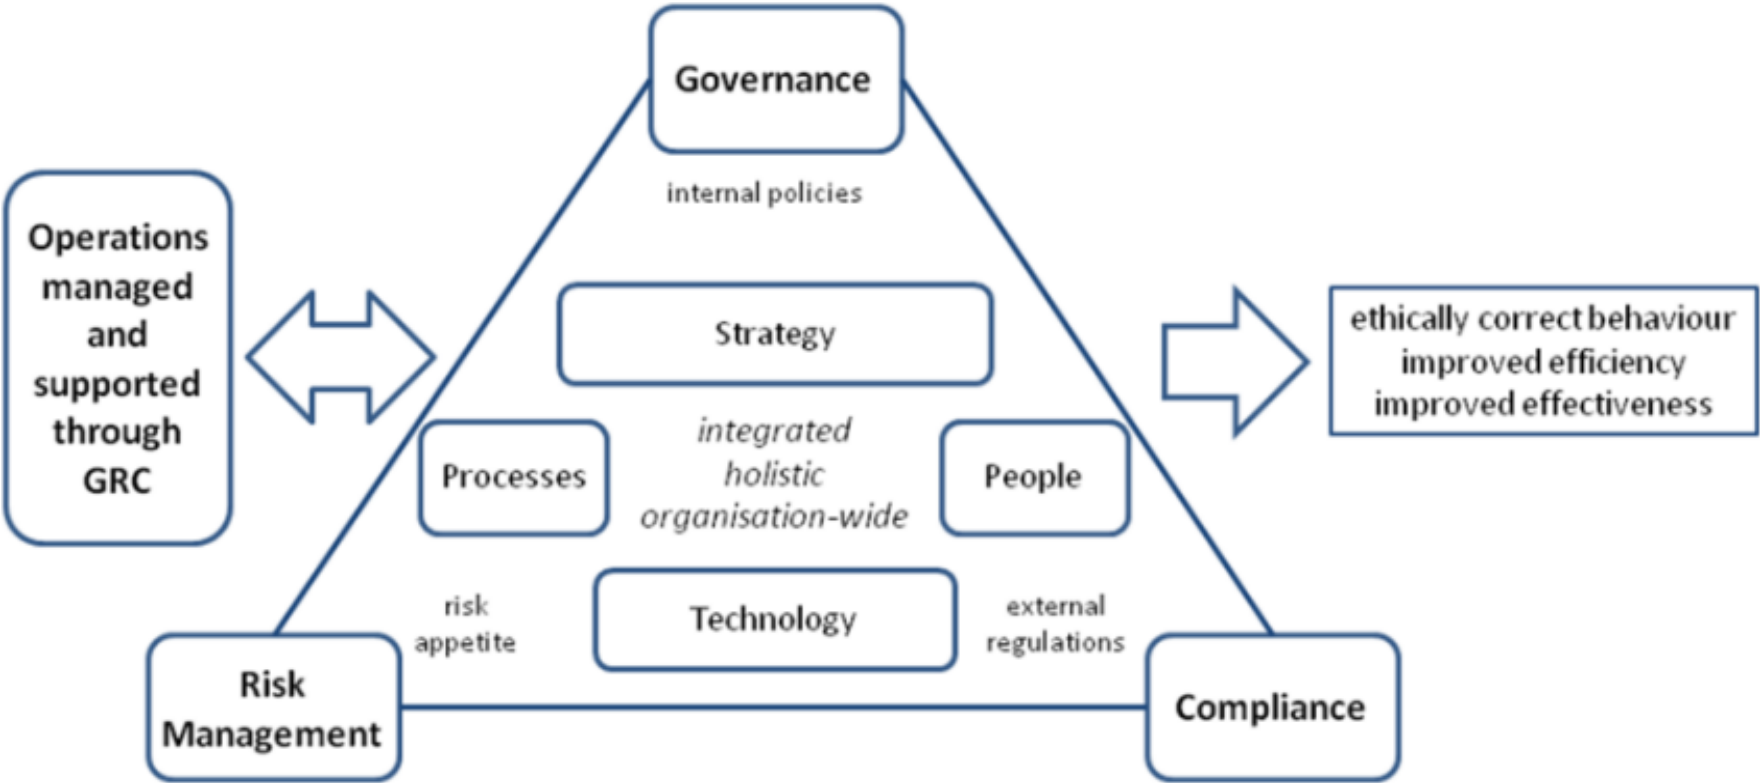 Governance
internal policies
Operations
managed
and
supported
through
GRC
Strategy
ethically correct behaviour
improved efficiency
improved effectiveness
Processes
integrated
holistic
organisation-wide
People
risk
appetite
Technology
external
regulations
Risk
Management
Compliance